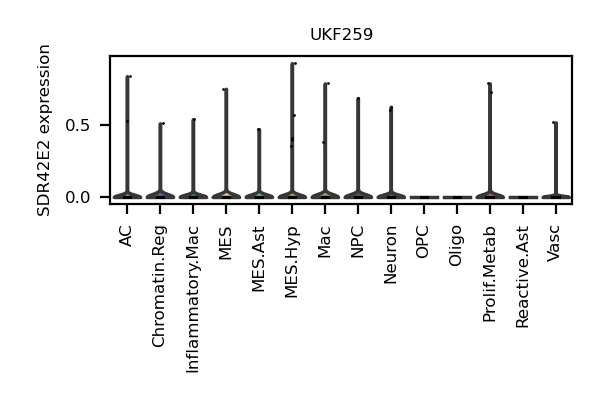 UKF259
SDR42E2 expression
0.5
0.0
AC
Chromatin.Reg
Inflammatory.Mac
MES
MES.Ast
MES.Hyp
Mac
NPC
Neuron
OPC
Oligo
Prolif.Metab
Reactive.Ast
Vasc